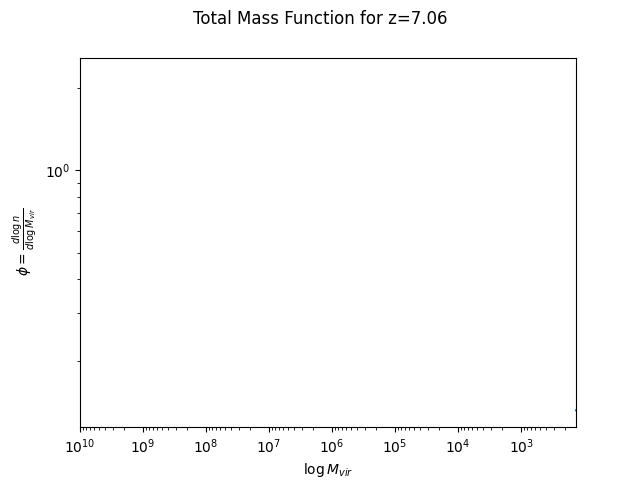 Total Mass Function for z=7.06
10⁰
ϕ = d log n / d log M_vir
10¹⁰ 10⁹ 10⁸ 10⁷ 10⁶ 10⁵ 10⁴ 10³
log M_vir